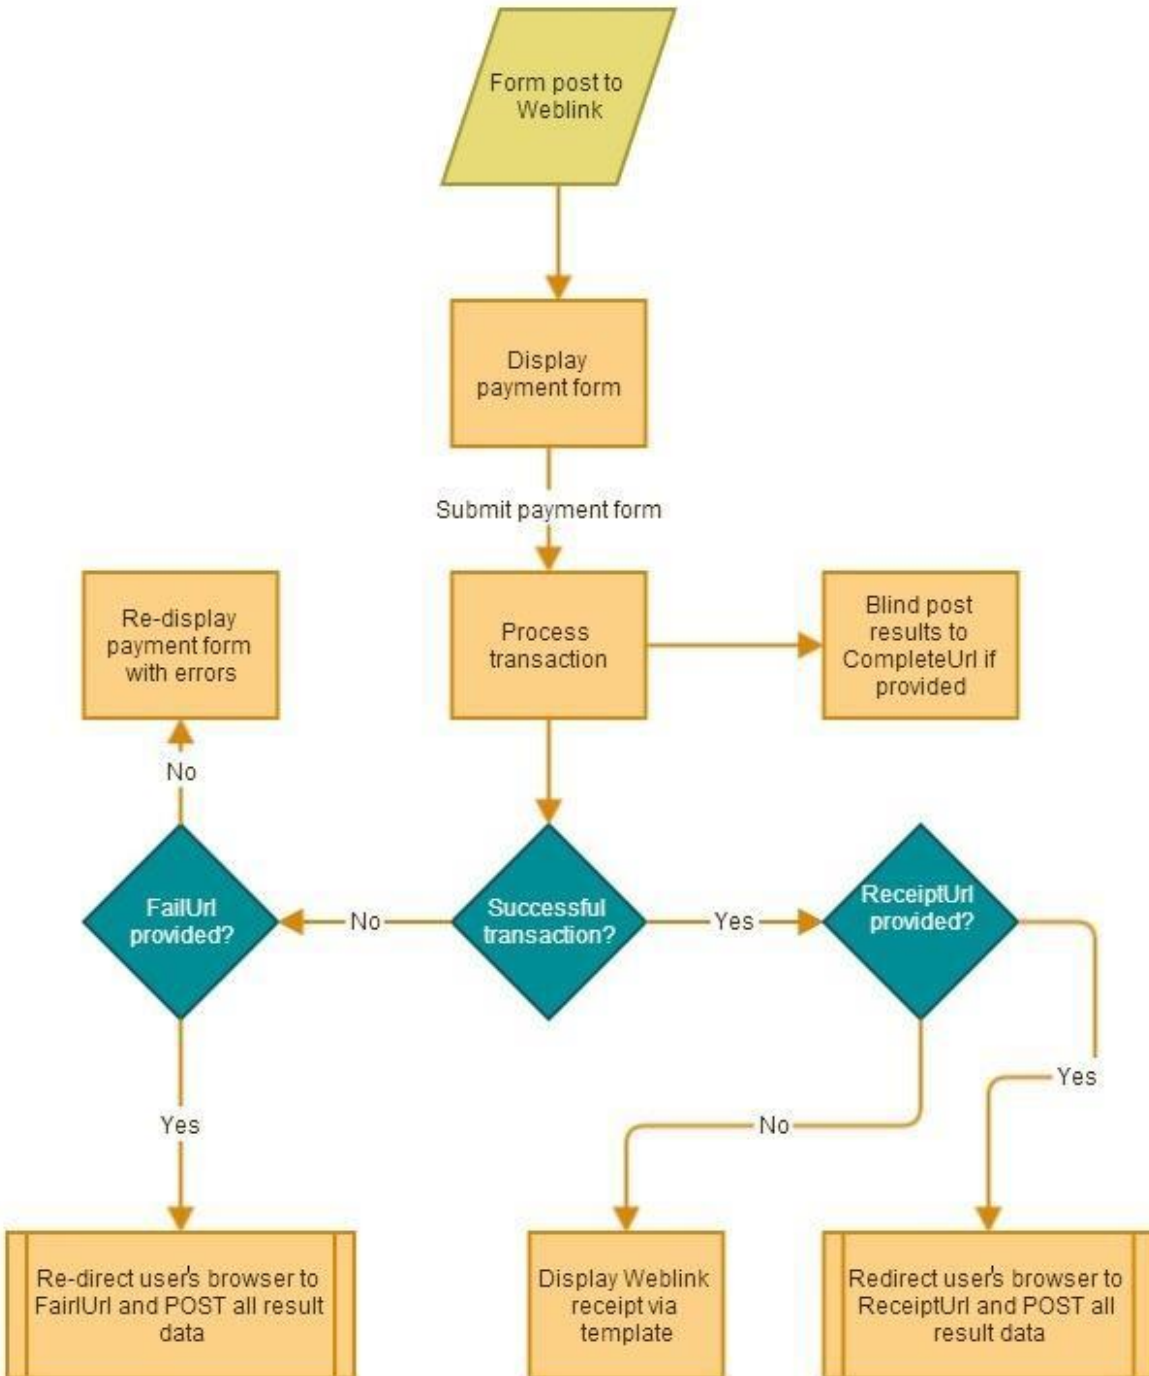 Form post to
Weblink
Display
payment form
Submit payment form
Re-display
payment form
with errors
Process
transaction
Blind post
results to
CompleteUrl if
provided
No
FailUrl
provided?
No
Successful
transaction?
Yes
ReceiptUrl
provided?
Yes
Yes
No
Re-direct user's browser to
FairlUrl and POST all result
data
Display Weblink
receipt via
template
Redirect user's browser to
ReceiptUrl and POST all
result data